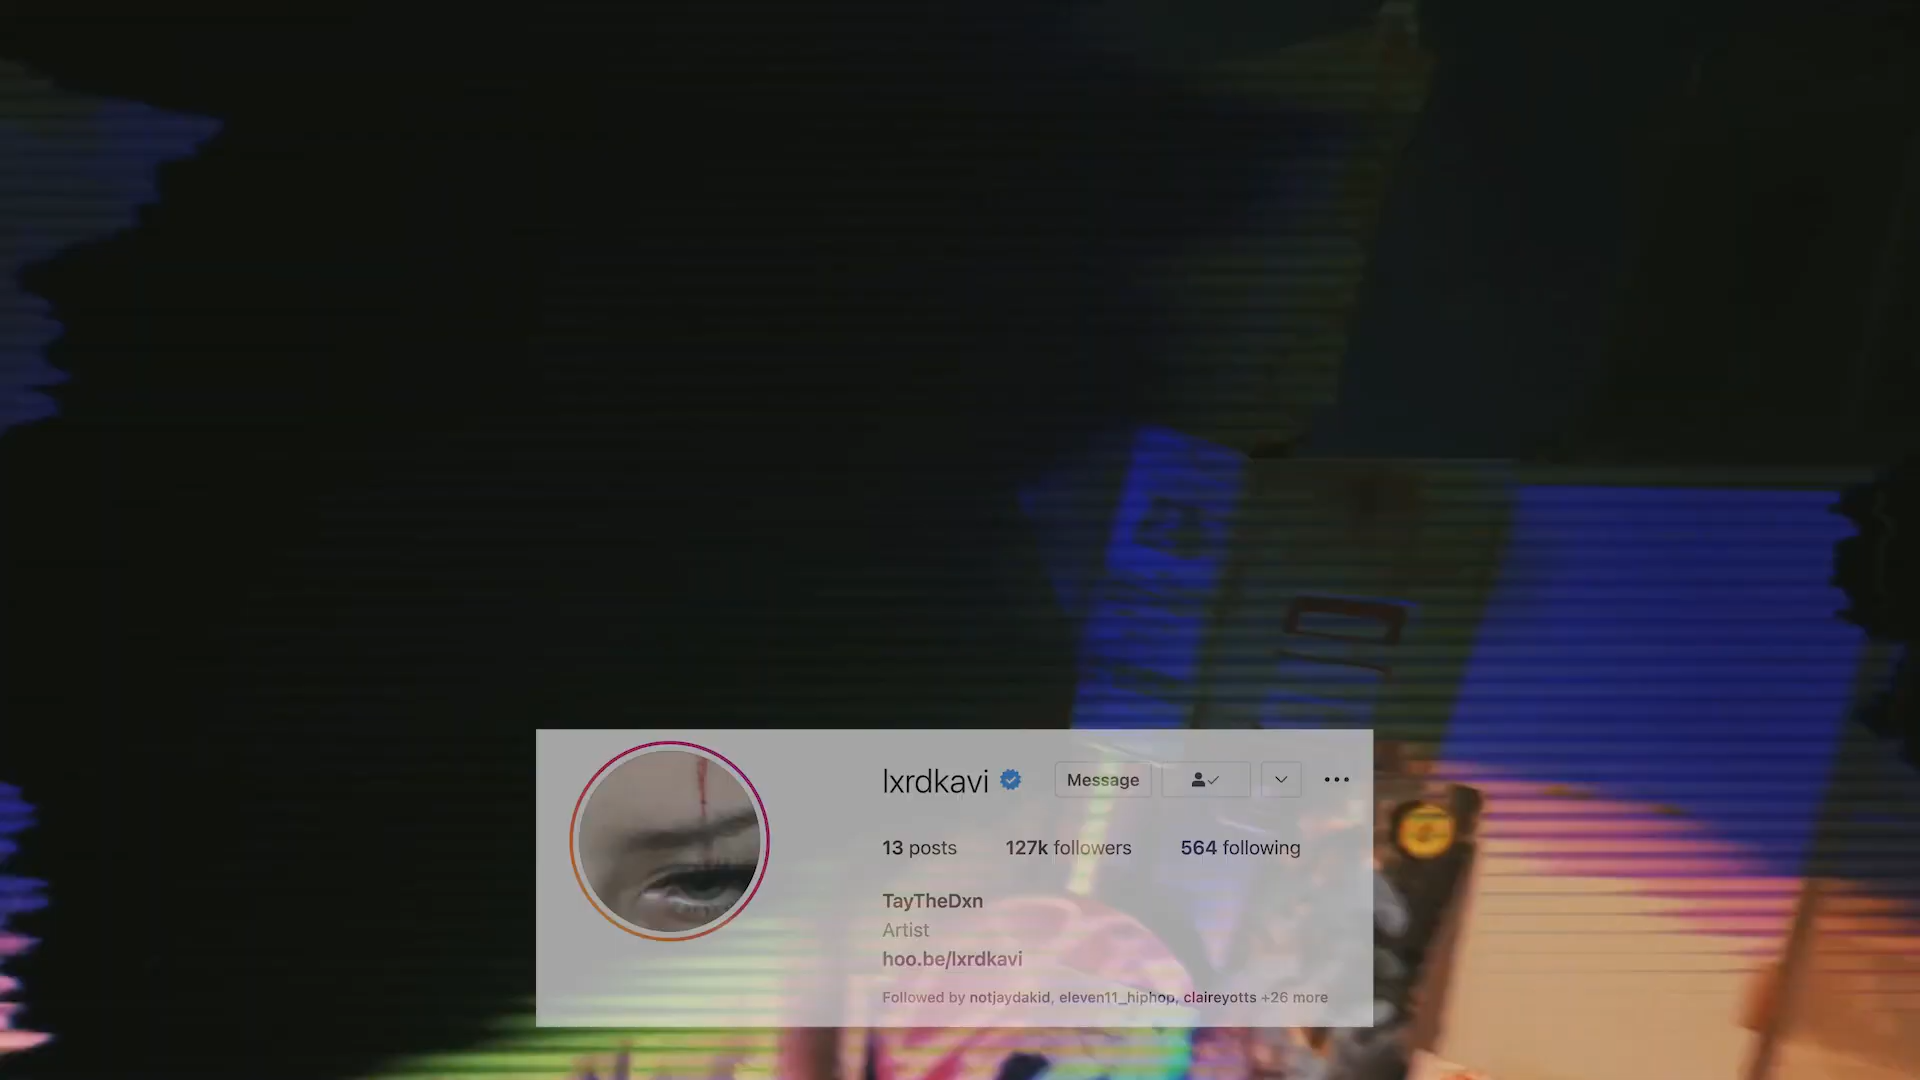 lxrdkavi Message
13 posts 127k followers 564 following
TayTheDxn
Artist
hoo.be/lxrdkavi
Followed by notjaydakid, eleven11_hiphop, claireyotts +26 more